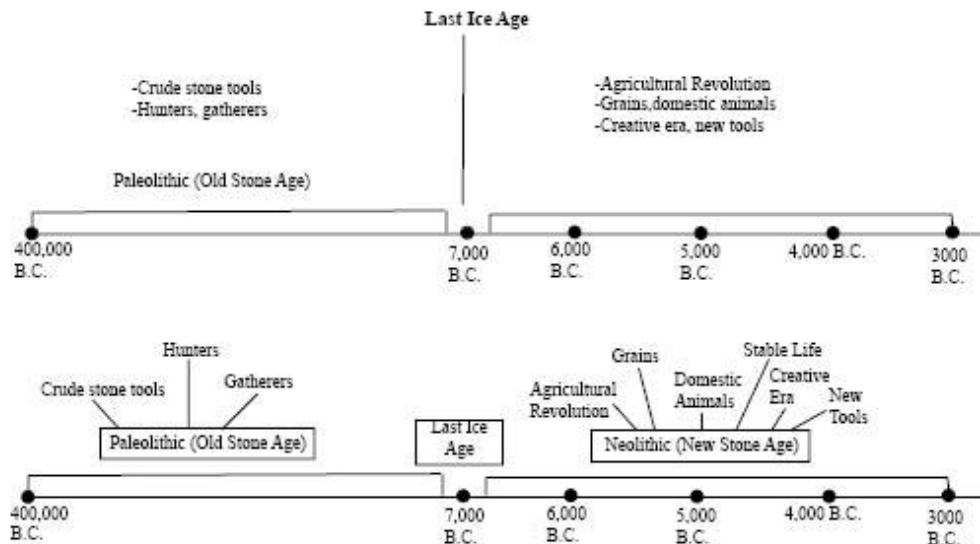 Last Ice Age
-Crude stone tools
-Hunters, gatherers
-Agricultural Revolution
-Grains,domestic animals
-Creative era, new tools
Paleolithic (Old Stone Age)
400,000
B.C.
7,000
B.C.
6,000
B.C.
5,000
B.C.
4,000 B.C.
3000
B.C.
Hunters
Crude stone tools
Gatherers
Paleolithic (Old Stone Age)
Last Ice
Age
Grains
Stable Life
Agricultural
Revolution
Domestic
Animals
Creative
Era
New
Tools
Neolithic (New Stone Age)
400,000
B.C.
7,000
B.C.
6,000
B.C.
5,000
B.C.
4,000 B.C.
3000
B.C.